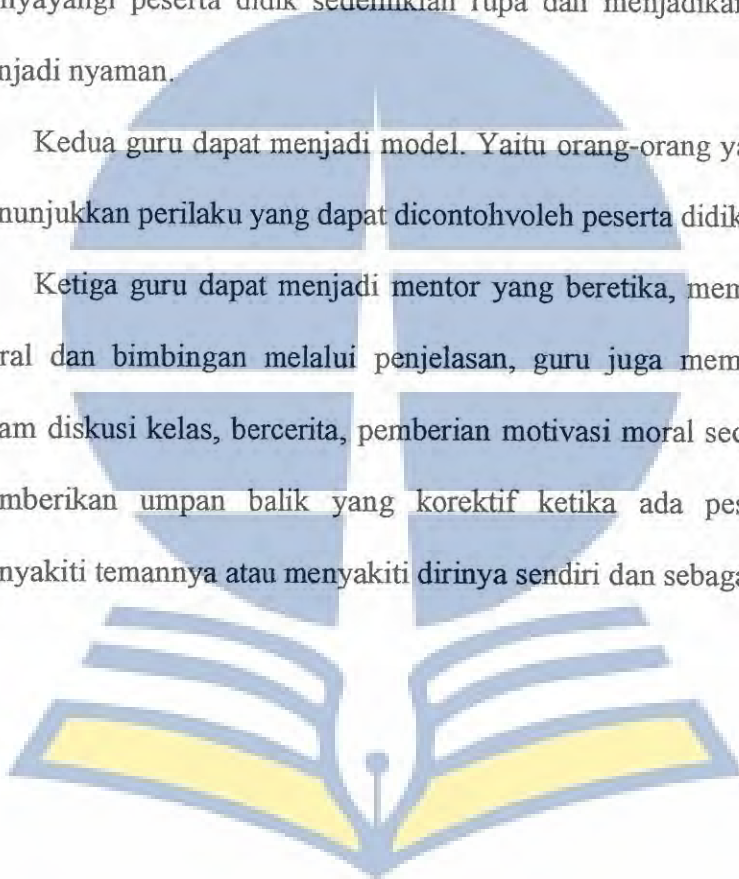 nyayangi peserta didik sedemikian rupa dan menjadikan
njadi nyaman.
Kedua guru dapat menjadi model. Yaitu orang-orang ya
nunjukkan perilaku yang dapat dicontohvoleh peserta didik
Ketiga guru dapat menjadi mentor yang beretika, mem
ral dan bimbingan melalui penjelasan, guru juga mem
am diskusi kelas, bercerita, pemberian motivasi moral sec
mberikan umpan balik yang korektif ketika ada pes
nyakiti temannya atau menyakiti dirinya sendiri dan sebaga